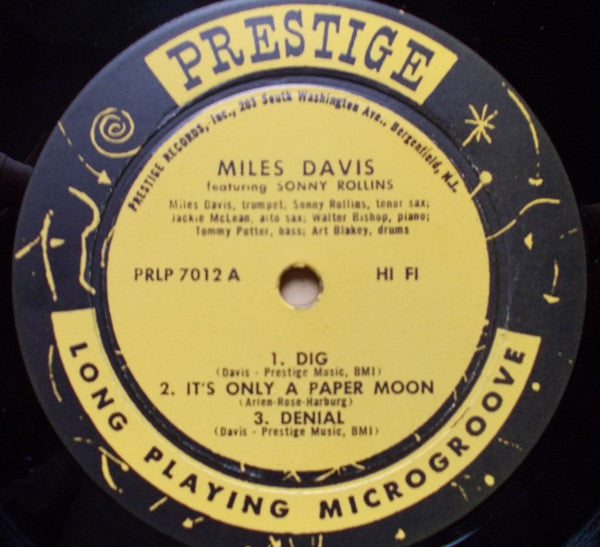 PRESTIGE
PRESTIGE RECORDS, Inc., 203 South Washington Ave., Bergenfield, N.J.
MILES DAVIS
featuring SONNY ROLLINS
Miles Davis, trumpet, Sonny Rollins, tenor sax;
Jackie McLean, alto sax; Walter Bishop, piano;
Tommy Potter, bass; Art Blakey, drums
PRLP 7012 A HI FI
1. DIG
(Davis - Prestige Music, BMI)
2. IT'S ONLY A PAPER MOON
(Arlen-Rose-Harburg)
3. DENIAL
(Davis - Prestige Music, BMI)
LONG PLAYING MICROGROOVE